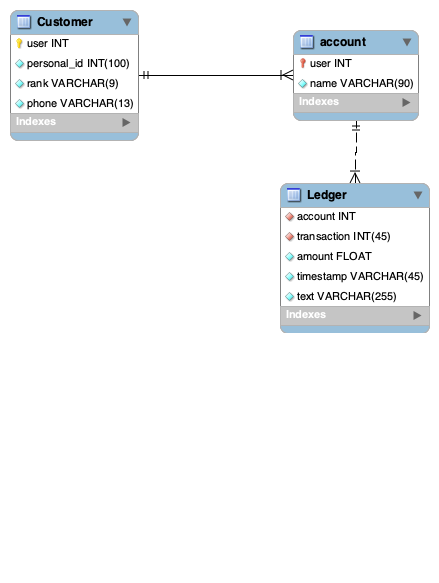 Customer
user INT
personal_id INT(100)
rank VARCHAR(9)
phone VARCHAR(13)
Indexes
account
user INT
name VARCHAR(90)
Indexes
Ledger
account INT
transaction INT(45)
amount FLOAT
timestamp VARCHAR(45)
text VARCHAR(255)
Indexes